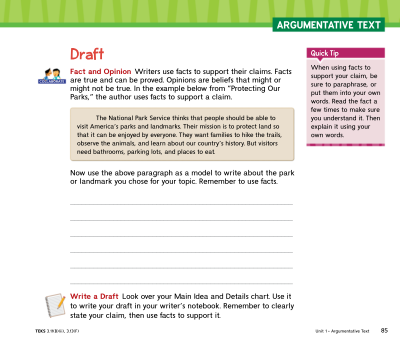 ARGUMENTATIVE TEXT
Draft
Fact and Opinion Writers use facts to support their claims. Facts
are true and can be proved. Opinions are beliefs that might or
might not be true. In the example below from “Protecting Our
Parks,” the author uses facts to support a claim.
The National Park Service thinks that people should be able to
visit America’s parks and landmarks. Their mission is to protect land so
that it can be enjoyed by everyone. They want families to hike the trails,
observe the animals, and learn about our country’s history. But visitors
need bathrooms, parking lots, and places to eat.
Now use the above paragraph as a model to write about the park
or landmark you chose for your topic. Remember to use facts.
Write a Draft Look over your Main Idea and Details chart. Use it
to write your draft in your writer’s notebook. Remember to clearly
state your claim, then use facts to support it.
Quick Tip
When using facts to
support your claim, be
sure to paraphrase, or
put them into your own
words. Read the fact a
few times to make sure
you understand it. Then
explain it using your
own words.
TEKS
Unit 1 • Argumentative Text 85